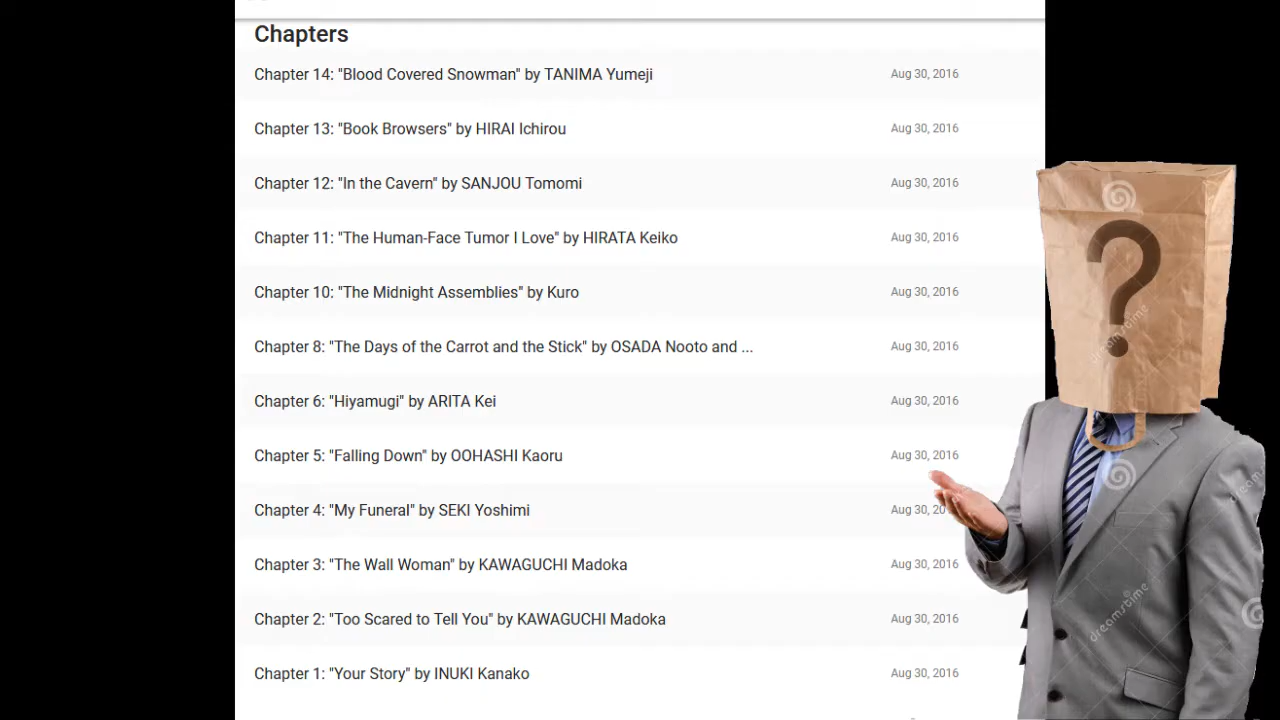 Chapters
Chapter 14: "Blood Covered Snowman" by TANIMA Yumeji Aug 30, 2016
Chapter 13: "Book Browsers" by HIRAI Ichirou Aug 30, 2016
Chapter 12: "In the Cavern" by SANJOU Tomomi Aug 30, 2016
Chapter 11: "The Human-Face Tumor I Love" by HIRATA Keiko Aug 30, 2016
Chapter 10: "The Midnight Assemblies" by Kuro Aug 30, 2016
Chapter 8: "The Days of the Carrot and the Stick" by OSADA Nooto and ... Aug 30, 2016
Chapter 6: "Hiyamugi" by ARITA Kei Aug 30, 2016
Chapter 5: "Falling Down" by OOHASHI Kaoru Aug 30, 2016
Chapter 4: "My Funeral" by SEKI Yoshimi Aug 30, 20
Chapter 3: "The Wall Woman" by KAWAGUCHI Madoka Aug 30, 2016
Chapter 2: "Too Scared to Tell You" by KAWAGUCHI Madoka Aug 30, 2016
Chapter 1: "Your Story" by INUKI Kanako Aug 30, 2016
?
dreamstime
dreamstime